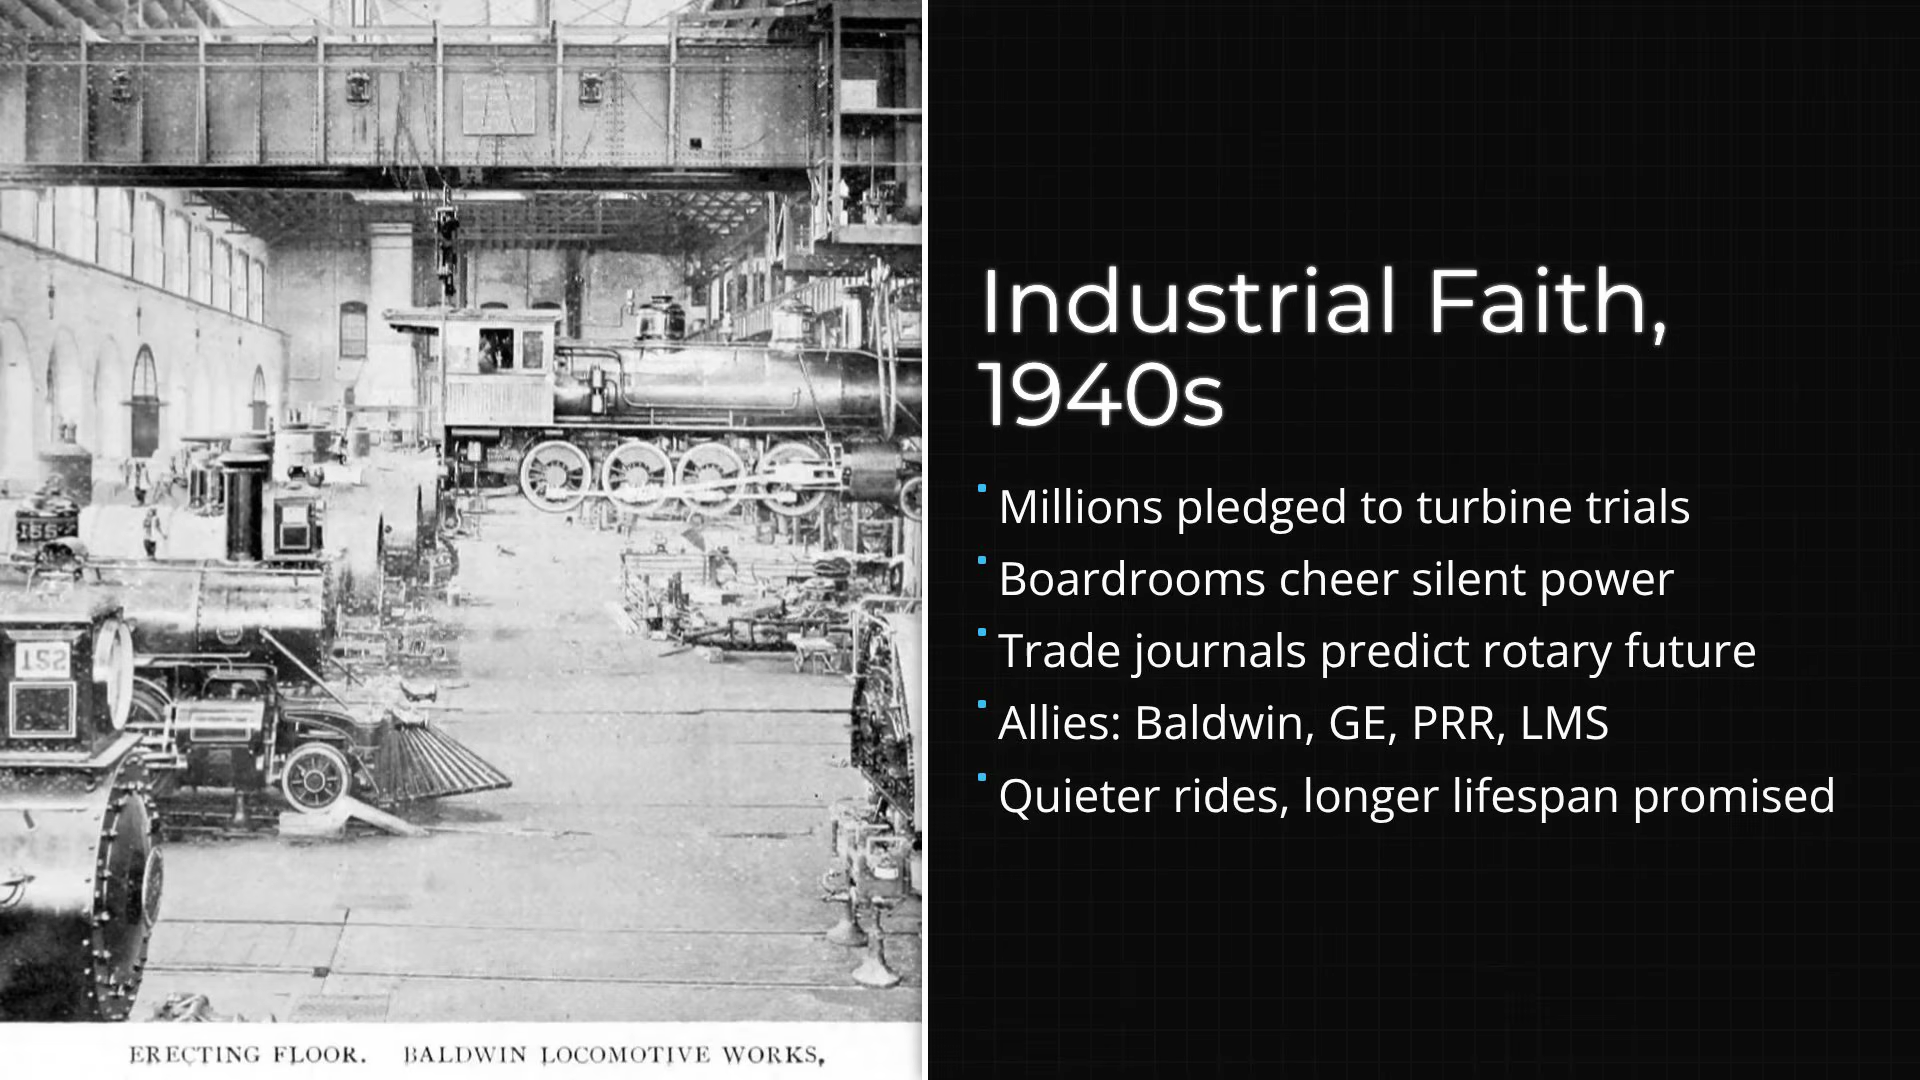 Industrial Faith,
1940s
Millions pledged to turbine trials
Boardrooms cheer silent power
Trade journals predict rotary future
Allies: Baldwin, GE, PRR, LMS
Quieter rides, longer lifespan promised
152
ERECTING FLOOR. BALDWIN LOCOMOTIVE WORKS,